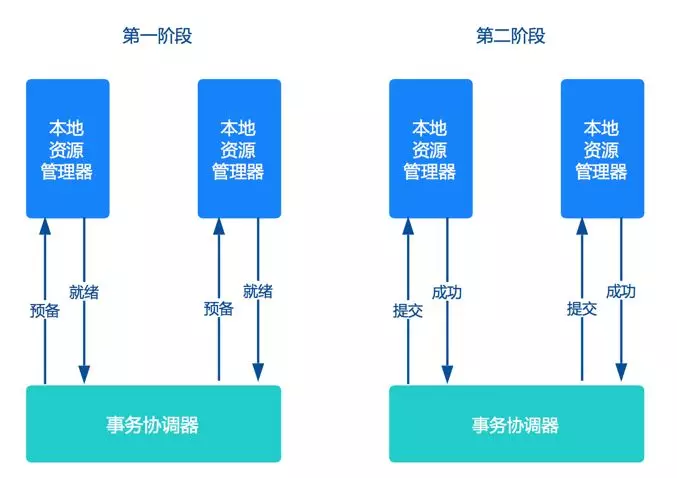 第一阶段
第二阶段
本地
资源
管理器
本地
资源
管理器
本地
资源
管理器
本地
资源
管理器
预备
就绪
预备
就绪
提交
成功
提交
成功
事务协调器
事务协调器